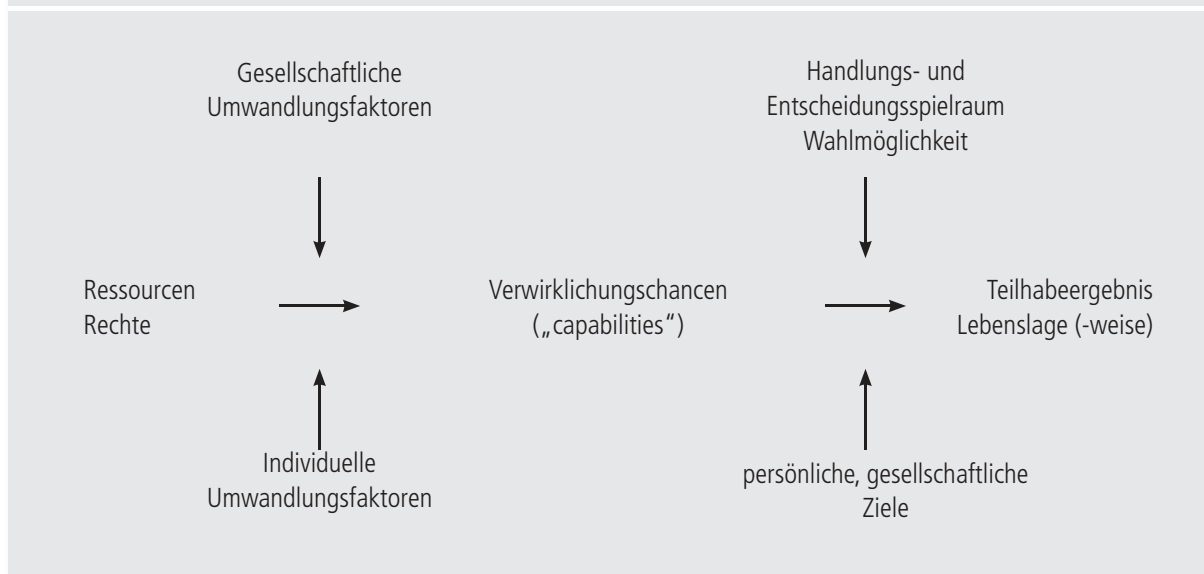 Gesellschaftliche
Umwandlungsfaktoren
Handlungs- und
Entscheidungsspielraum
Wahlmöglichkeit
Ressourcen
Rechte
Verwirklichungschancen
(„capabilities“)
Teilhabeergebnis
Lebenslage (-weise)
Individuelle
Umwandlungsfaktoren
persönliche, gesellschaftliche
Ziele